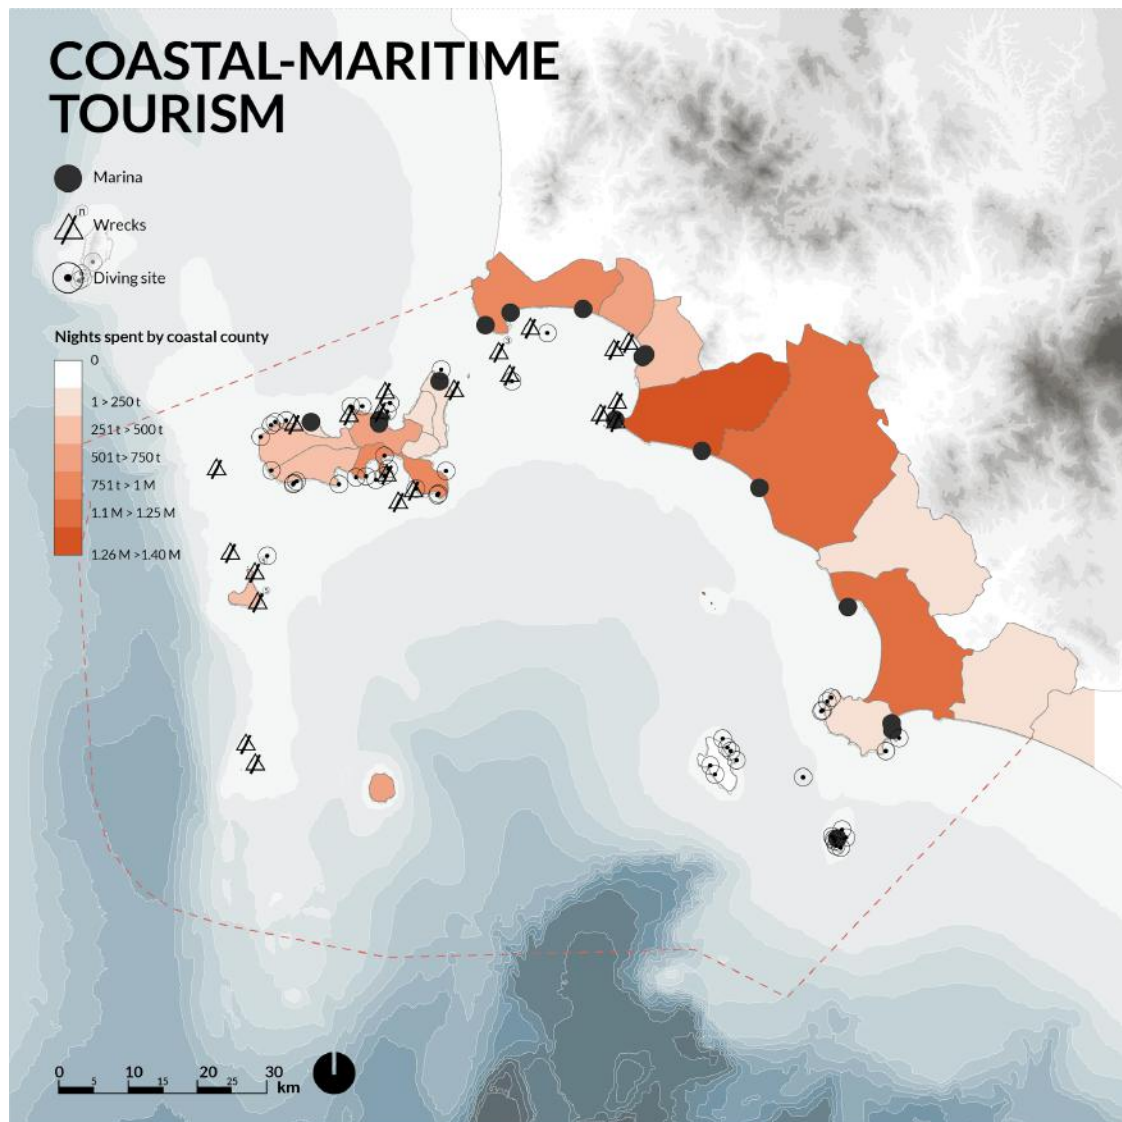 COASTAL-MARITIME
TOURISM
Marina
n
Wrecks
Diving site
Nights spent by coastal county
0
1 > 250 t
251 t > 500 t
501 t> 750 t
751 t > 1 M
1.1 M > 1.25 M
1.26 M >1.40 M
0 10 20 30
5 15 25 km